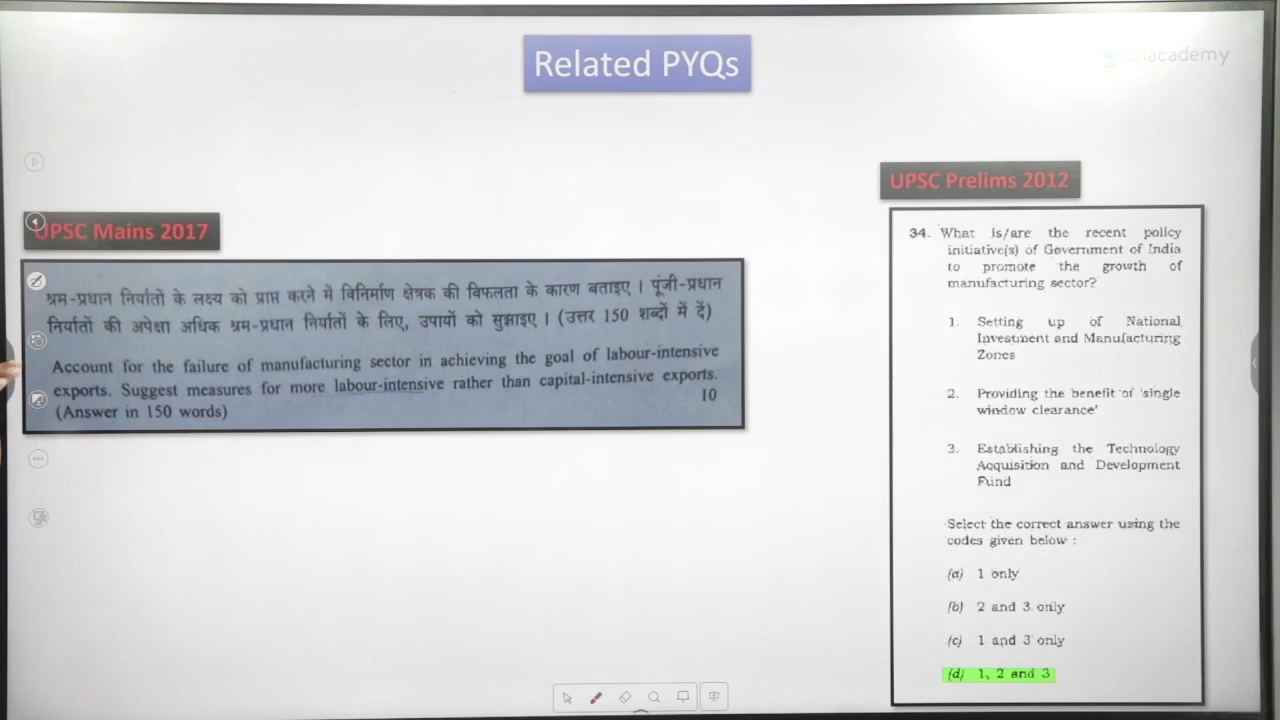 Related PYQs
unacademy
UPSC Mains 2017
श्रम-प्रधान निर्यातों के लक्ष्य को प्राप्त करने में विनिर्माण क्षेत्रक की विफलता के कारण बताइए । पूंजी-प्रधान
निर्यातों की अपेक्षा अधिक श्रम-प्रधान निर्यातों के लिए, उपायों को सुझाइए । (उत्तर 150 शब्दों में दें)
Account for the failure of manufacturing sector in achieving the goal of labour-intensive
exports. Suggest measures for more labour-intensive rather than capital-intensive exports.
(Answer in 150 words)
10
UPSC Prelims 2012
34. What is/are the recent policy
initiative(s) of Government of India
to promote the growth of
manufacturing sector?
1. Setting up of National
Investment and Manufacturing
Zones
2. Providing the benefit of 'single
window clearance'
3. Establishing the Technology
Acquisition and Development
Fund
Select the correct answer using the
codes given below :
(a) 1 only
(b) 2 and 3 only
(c) 1 and 3 only
(d) 1, 2 and 3